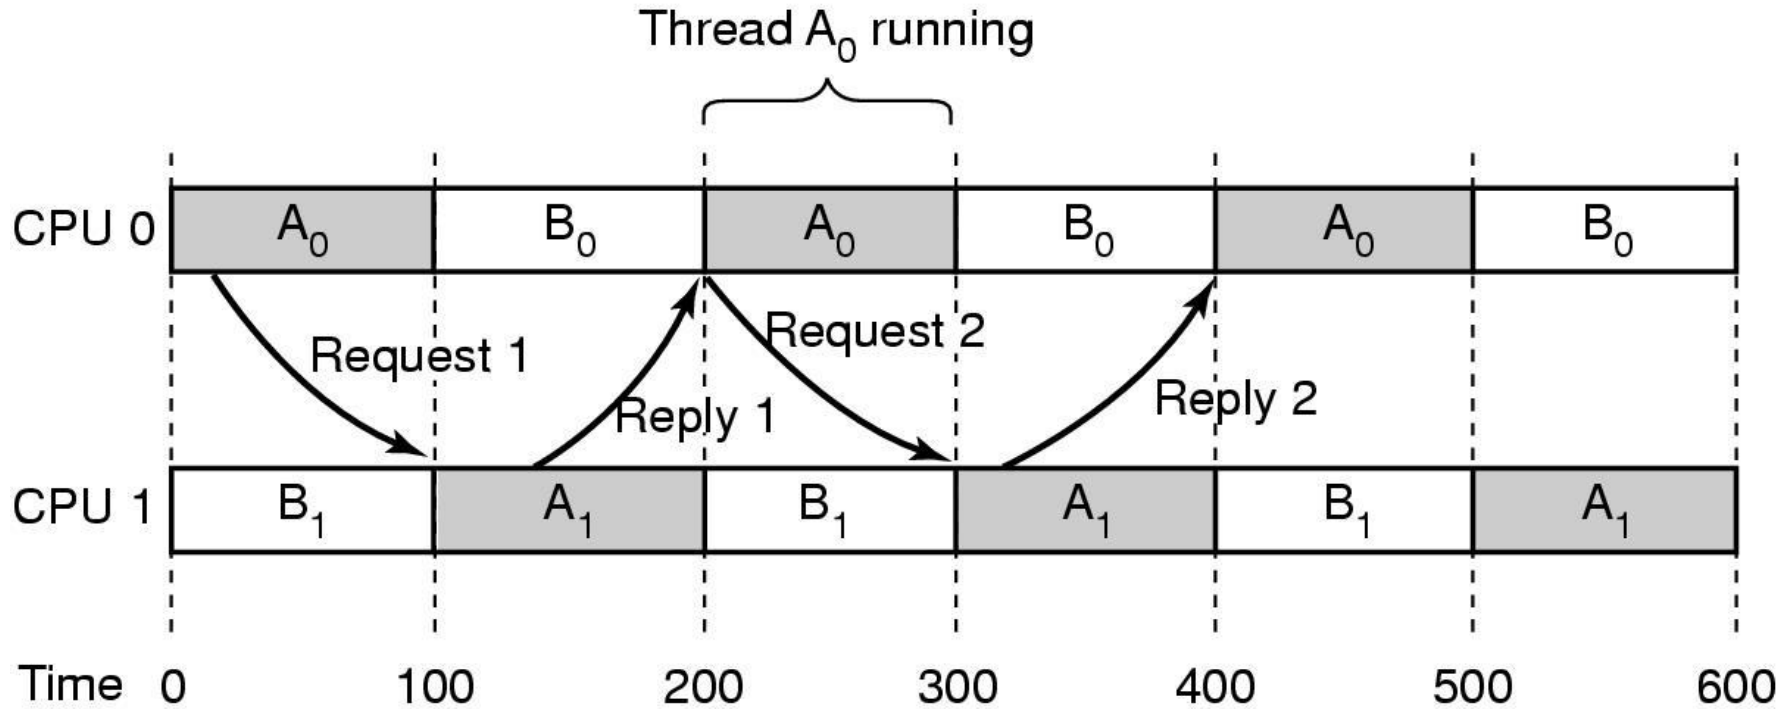 Thread A0 running
CPU 0 A0 B0 A0 B0 A0 B0
Request 1
Request 2
Reply 1
Reply 2
CPU 1 B1 A1 B1 A1 B1 A1
Time 0 100 200 300 400 500 600